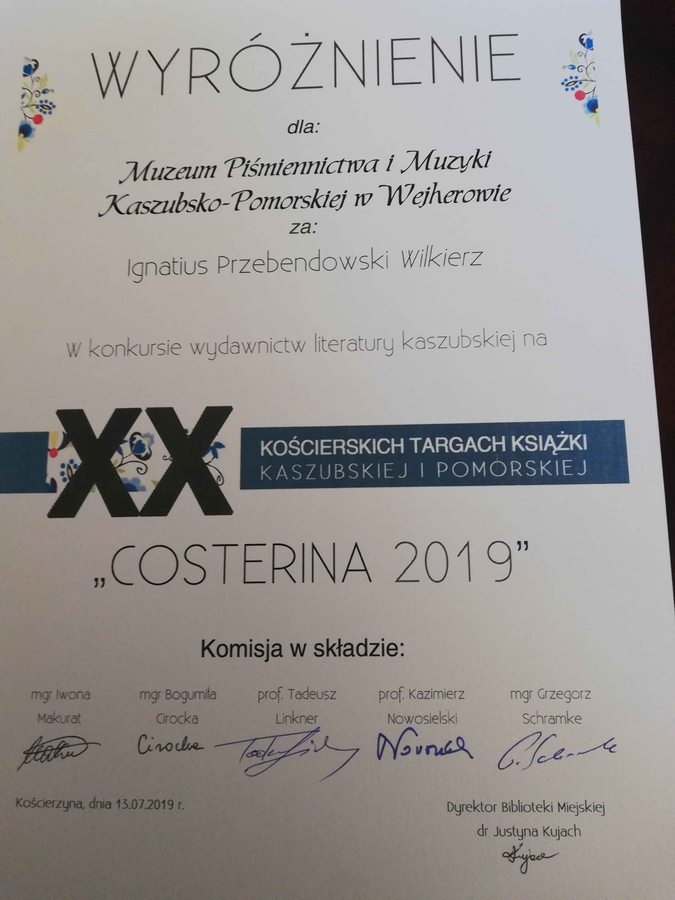 WYRÓŻNIENIE
dla:
Muzeum Piśmiennictwa i Muzyki
Kaszubsko-Pomorskiej w Wejherowie
za:
Ignatius Przebendowski Wilkierz
W konkursie wydawnictw literatury kaszubskiej na
XX
KOŚCIERSKICH TARGACH KSIĄŻKI
KASZUBSKIEJ I POMORSKIEJ
„COSTERINA 2019”
Komisja w składzie:
mgr Iwona mgr Bogumiła prof. Tadeusz prof. Kazimierz mgr Grzegorz
Makurat Cirocka Linkner Nowosielski Schramke
Cirocka
Kościerzyna, dnia 13.07.2019 r.
Dyrektor Biblioteki Miejskiej
dr Justyna Kujach